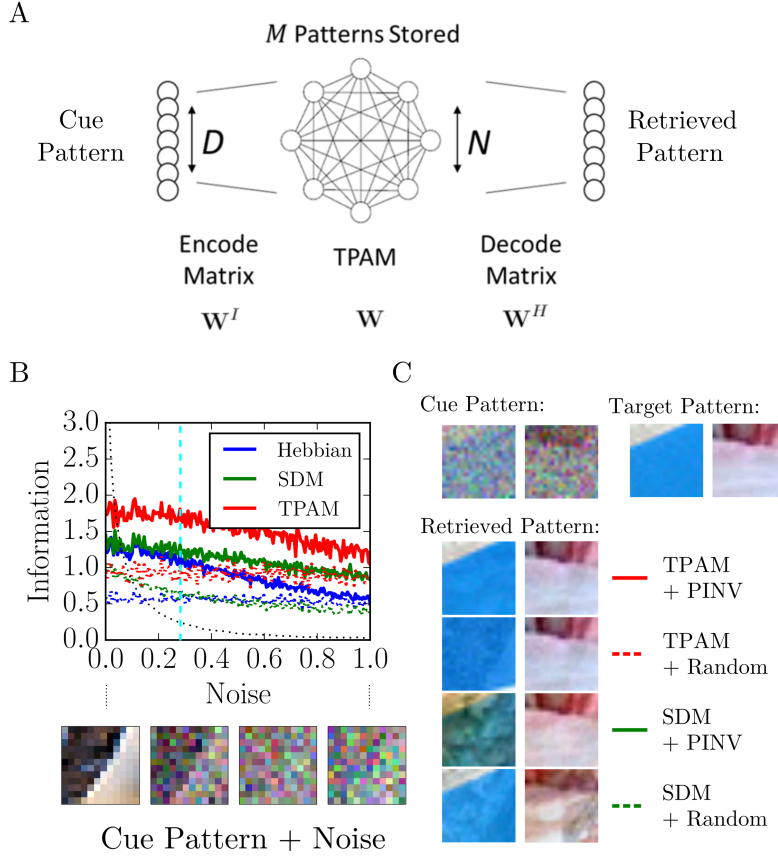 A
M Patterns Stored
Cue
Pattern
D
N
Retrieved
Pattern
Encode
Matrix
TPAM
Decode
Matrix
W^I
W
W^H
B
3.0
2.5
2.0
1.5
1.0
0.5
0.0
Information
Hebbian
SDM
TPAM
0.0 0.2 0.4 0.6 0.8 1.0
Noise
Cue Pattern + Noise
C
Cue Pattern:
Target Pattern:
Retrieved Pattern:
TPAM
+ PINV
TPAM
+ Random
SDM
+ PINV
SDM
+ Random